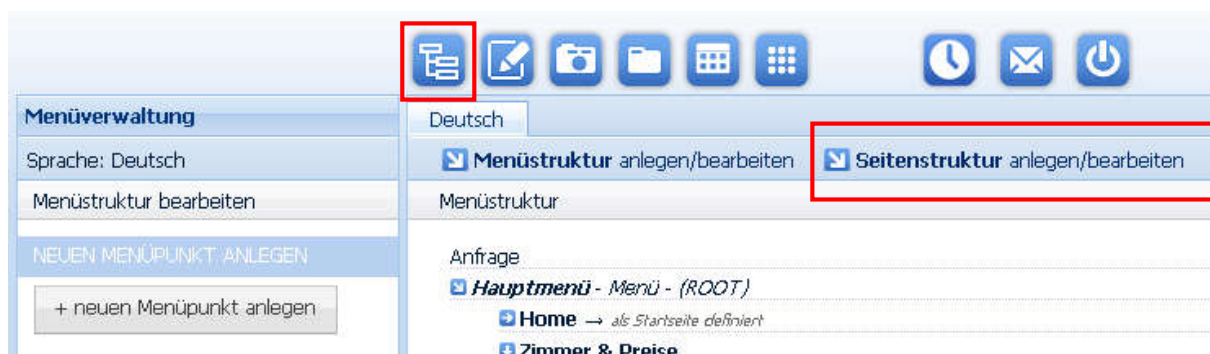 Menüverwaltung
Deutsch
Sprache: Deutsch
Menüstruktur anlegen/bearbeiten
Seitenstruktur anlegen/bearbeiten
Menüstruktur bearbeiten
Menüstruktur
NEUEN MENÜPUNKT ANLEGEN
Anfrage
Hauptmenü - Menü - (ROOT)
+ neuen Menüpunkt anlegen
Home → als Startseite definiert
Zimmer & Preise